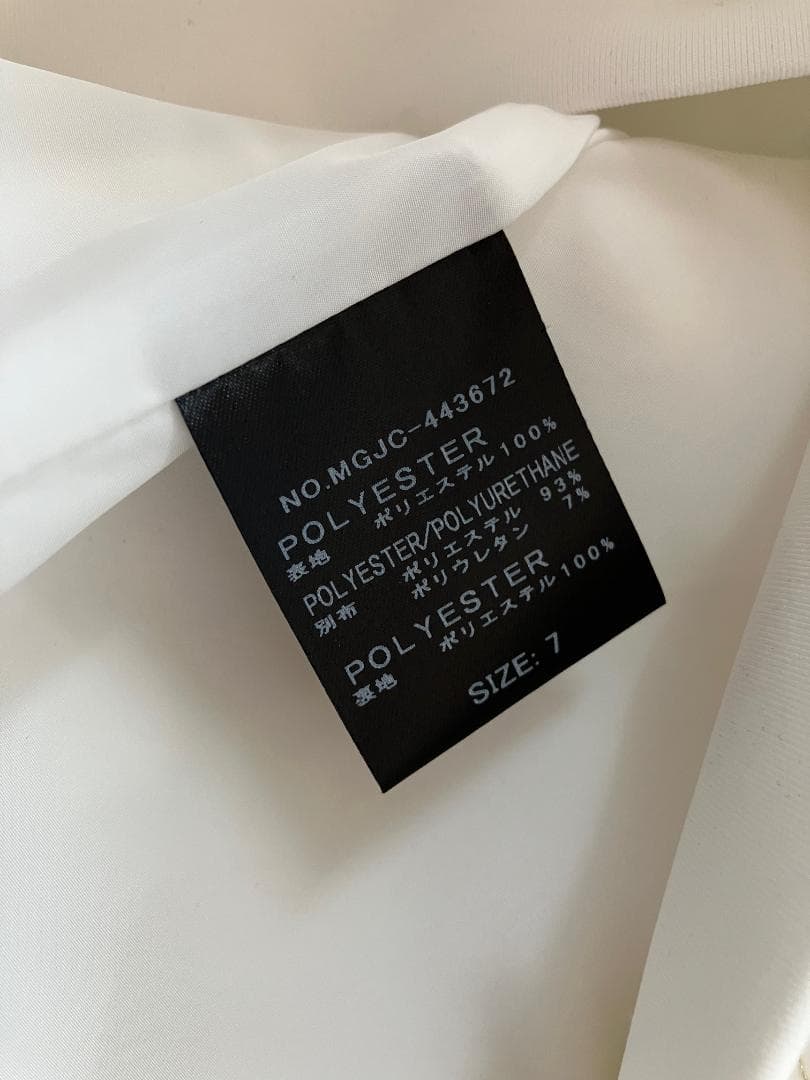 NO.MGJC-443672
POLYESTER
表地 ポリエステル100%
POLYESTER/POLYURETHANE
別布 ポリエステル 93%
ポリウレタン 7%
POLYESTER
裏地 ポリエステル100%
SIZE: 7